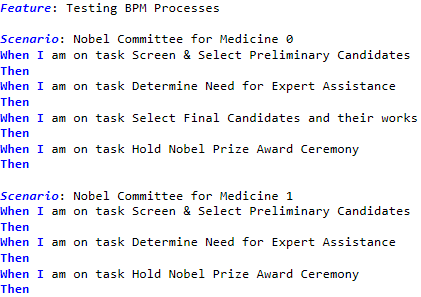 Feature: Testing BPM Processes
Scenario: Nobel Committee for Medicine 0
When I am on task Screen & Select Preliminary Candidates
Then
When I am on task Determine Need for Expert Assistance
Then
When I am on task Select Final Candidates and their works
Then
When I am on task Hold Nobel Prize Award Ceremony
Then
Scenario: Nobel Committee for Medicine 1
When I am on task Screen & Select Preliminary Candidates
Then
When I am on task Determine Need for Expert Assistance
Then
When I am on task Hold Nobel Prize Award Ceremony
Then